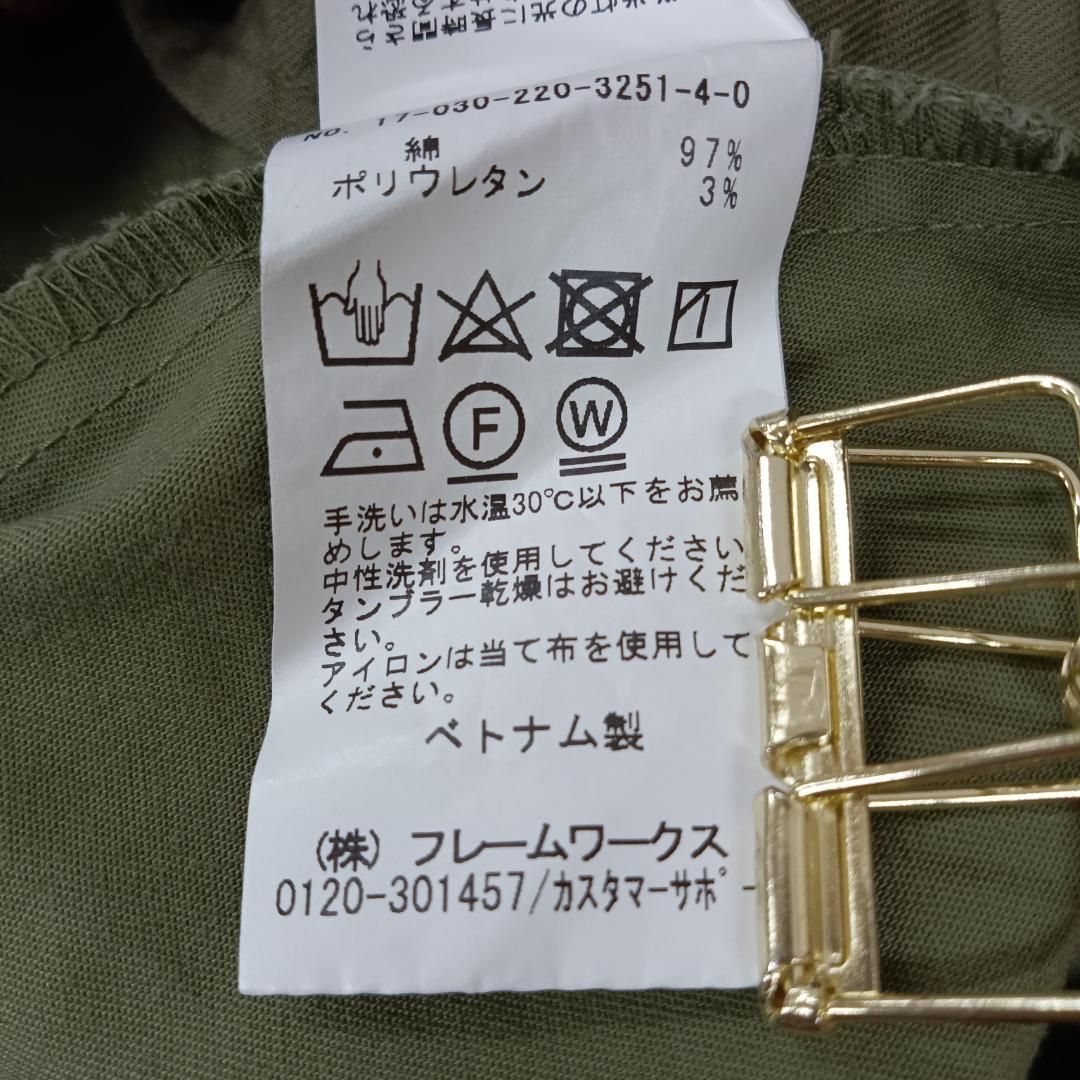 No. 17-030-220-3251-4-0
綿 97%
ポリウレタン 3%
F W
手洗いは水温30℃以下をお薦
めします。
中性洗剤を使用してください
タンブラー乾燥はお避けくだ
さい。
アイロンは当て布を使用して
ください。
ベトナム製
(株) フレームワークス
0120-301457/カスタマーサポ